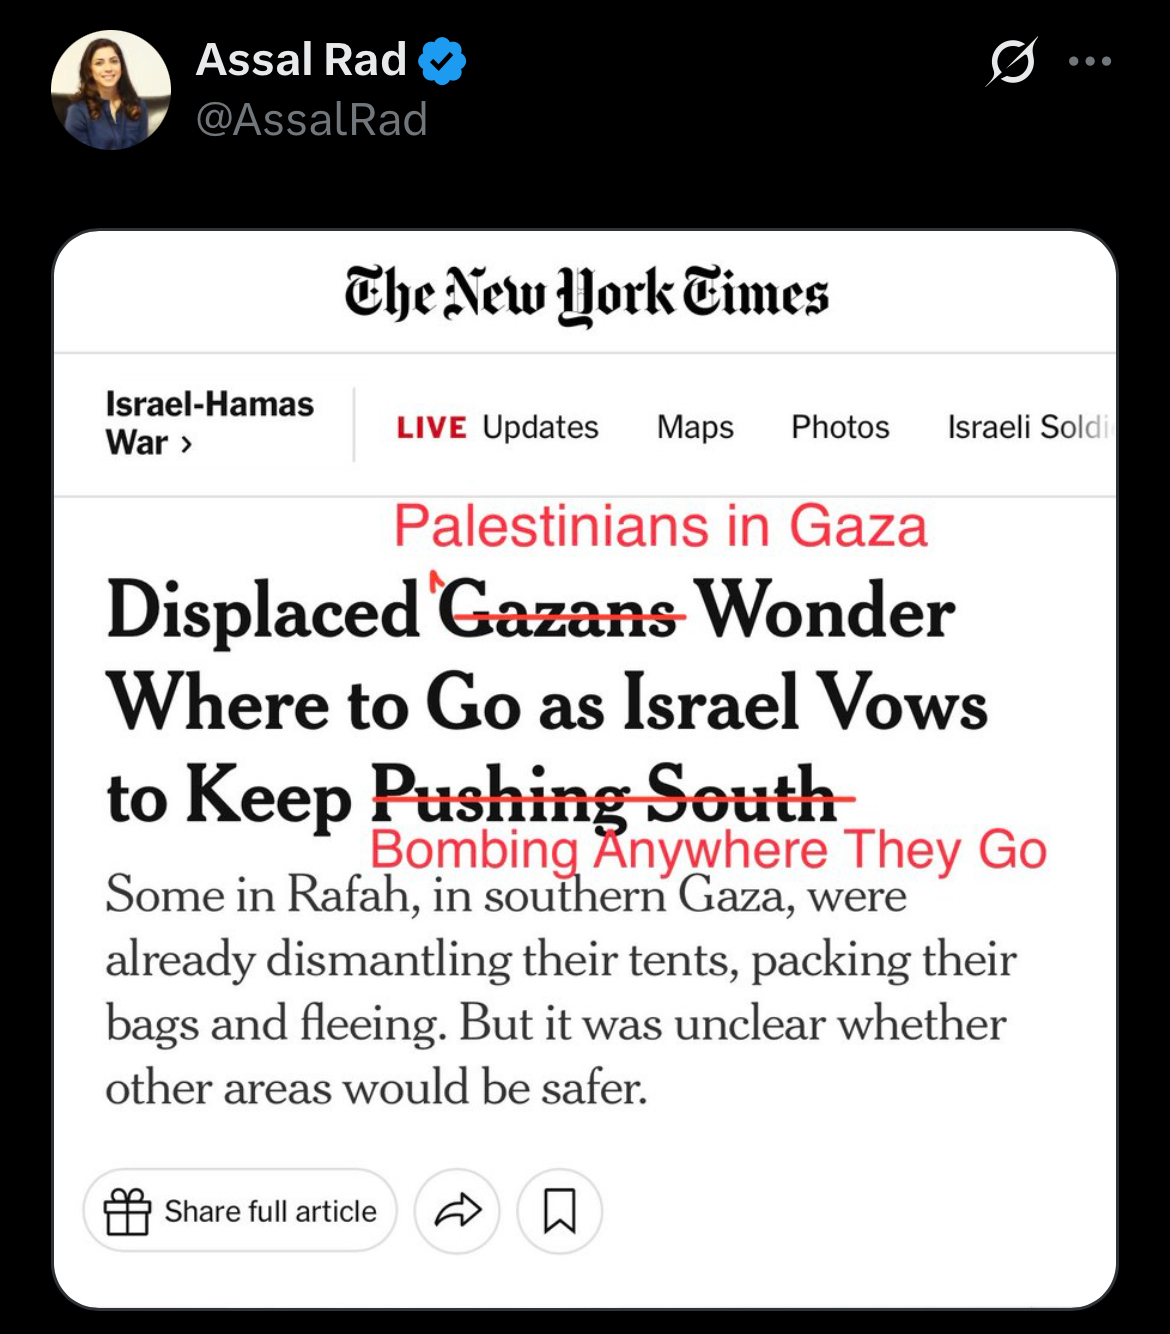 Assal Rad
@AssalRad
The New York Times
Israel-Hamas
War >
LIVE Updates Maps Photos Israeli Soldi
Palestinians in Gaza
Displaced Gazans Wonder
Where to Go as Israel Vows
to Keep Pushing South
Bombing Anywhere They Go
Some in Rafah, in southern Gaza, were
already dismantling their tents, packing their
bags and fleeing. But it was unclear whether
other areas would be safer.
Share full article